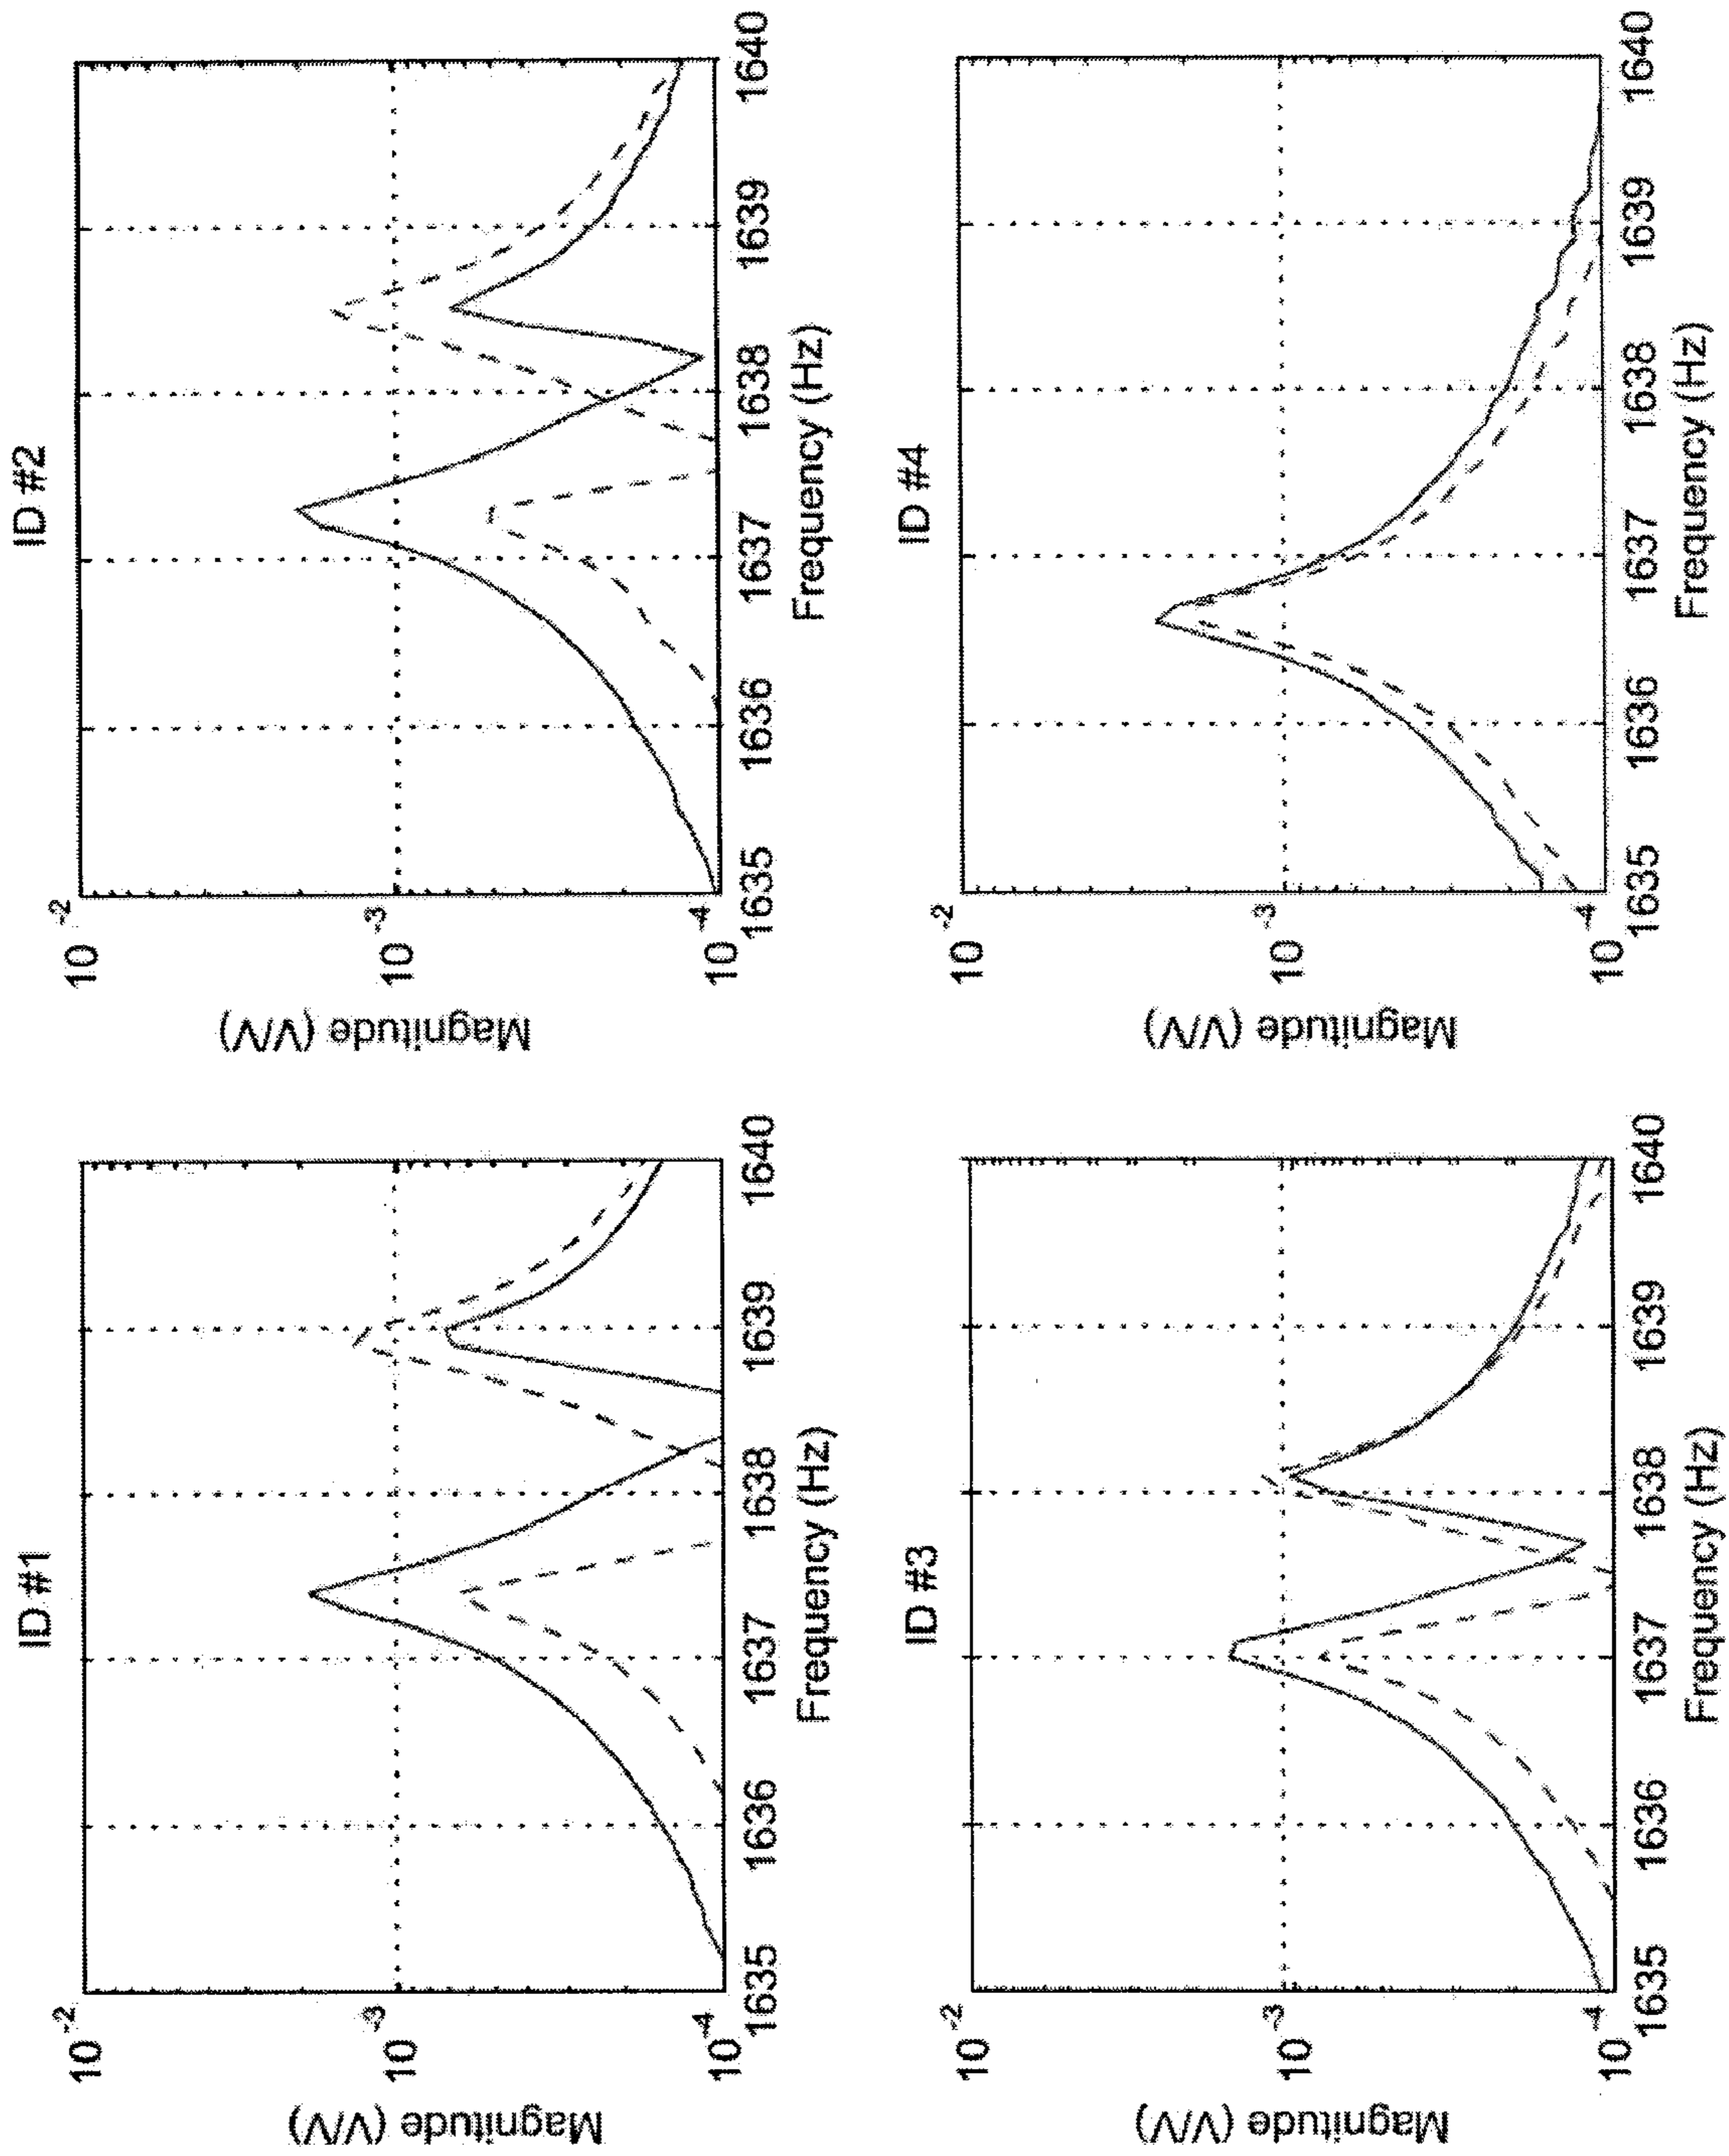 ID #1
Magnitude (V/V)
10-2
10-3
10-4
1635 1636 1637 1638 1639 1640
Frequency (Hz)
ID #2
Magnitude (V/V)
10-2
10-3
10-4
1635 1636 1637 1638 1639 1640
Frequency (Hz)
ID #3
Magnitude (V/V)
10-2
10-3
10-4
1635 1636 1637 1638 1639 1640
Frequency (Hz)
ID #4
Magnitude (V/V)
10-2
10-3
10-4
1635 1636 1637 1638 1639 1640
Frequency (Hz)